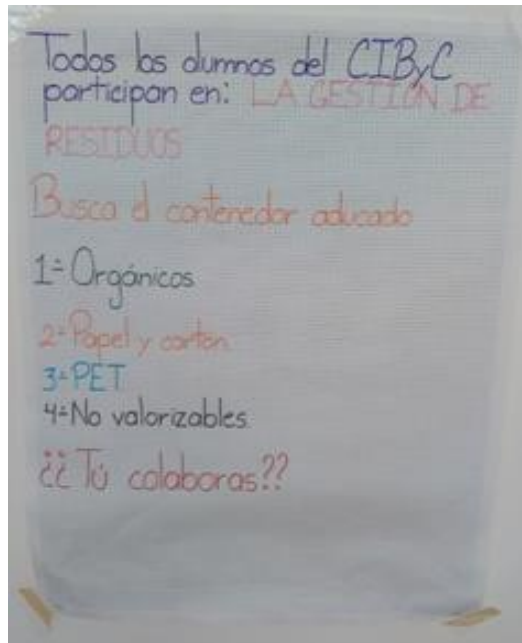 Todos los alumnos del CIByC
participan en: LA GESTIÓN DE
RESIDUOS
Busca el contenedor aducado
1.- Orgánicos
2.- Papel y cartón
3.- PET
4.- No valorizables
¿¿Tú colaboras??